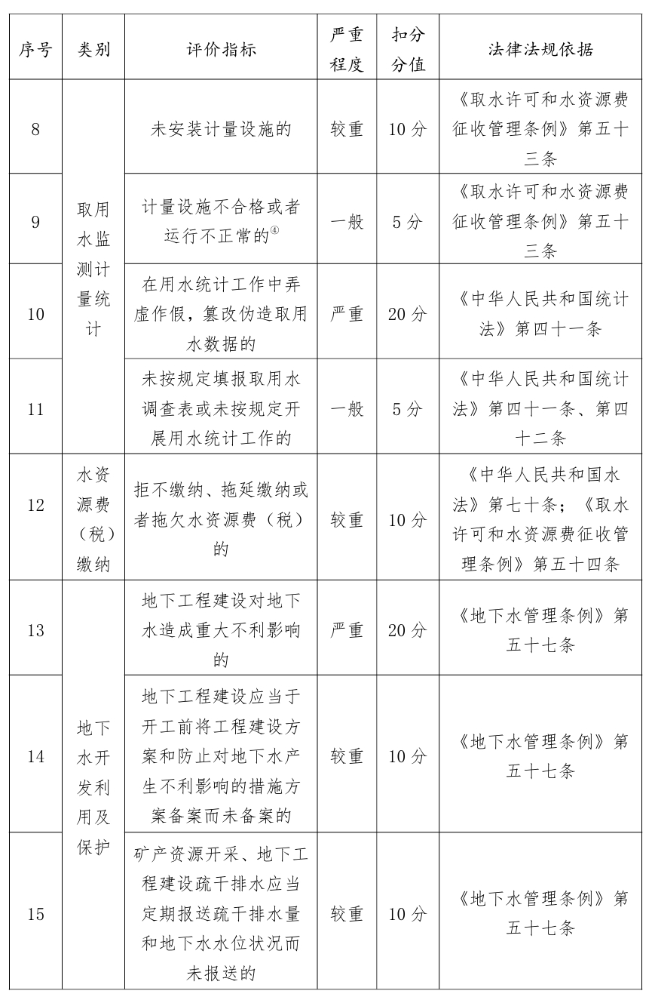 序号 类别 评价指标 严重程度 扣分分值 法律法规依据
取用
水监
测计
量统
计
8 未安装计量设施的 较重 10分
《取水许可和水资源费
征收管理条例》第五十
三条
9
计量设施不合格或者
运行不正常的④
一般 5分
《取水许可和水资源费
征收管理条例》第五十
三条
10
在用水统计工作中弄
虚作假，篡改伪造取用
水数据的
严重 20分
《中华人民共和国统计
法》第四十一条
11
未按规定填报取用水
调查表或未按规定开
展用水统计工作的
一般 5分
《中华人民共和国统计
法》第四十一条、第四
十二条
12
水资
源费
（税）
缴纳
拒不缴纳、拖延缴纳或
者拖欠水资源费（税）
的
较重 10分
《中华人民共和国水
法》第七十条；《取水
许可和水资源费征收管
理条例》第五十四条
地下
水开
发利
用及
保护
13
地下工程建设对地下
水造成重大不利影响
的
严重 20分
《地下水管理条例》第
五十七条
14
地下工程建设应当于
开工前将工程建设方
案和防止对地下水产
生不利影响的措施方
案备案而未备案的
较重 10分
《地下水管理条例》第
五十七条
15
矿产资源开采、地下工
程建设疏干排水应当
定期报送疏干排水量
和地下水水位状况而
未报送的
较重 10分
《地下水管理条例》第
五十七条